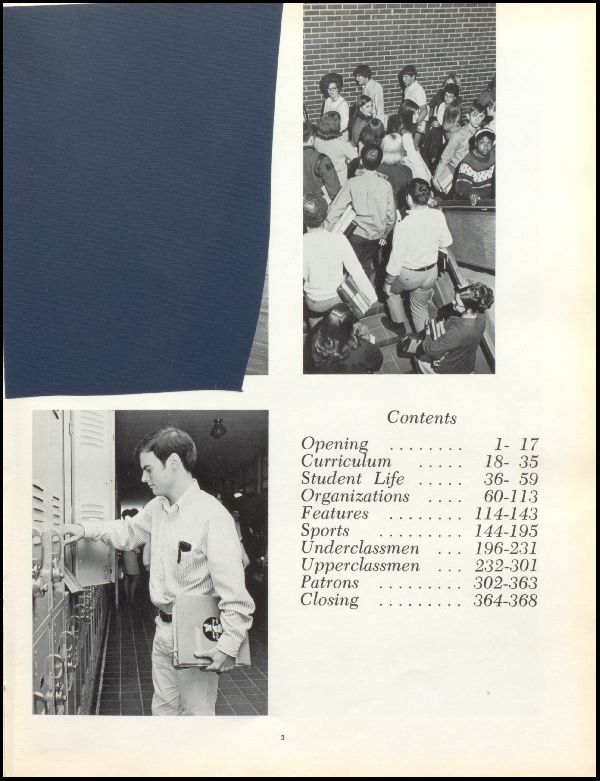 Contents
Opening ........ 1- 17
Curriculum ..... 18- 35
Student Life ..... 36- 59
Organizations .... 60-113
Features ........ 114-143
Sports ......... 144-195
Underclassmen ... 196-231
Upperclassmen ... 232-301
Patrons ......... 302-363
Closing ......... 364-368
3